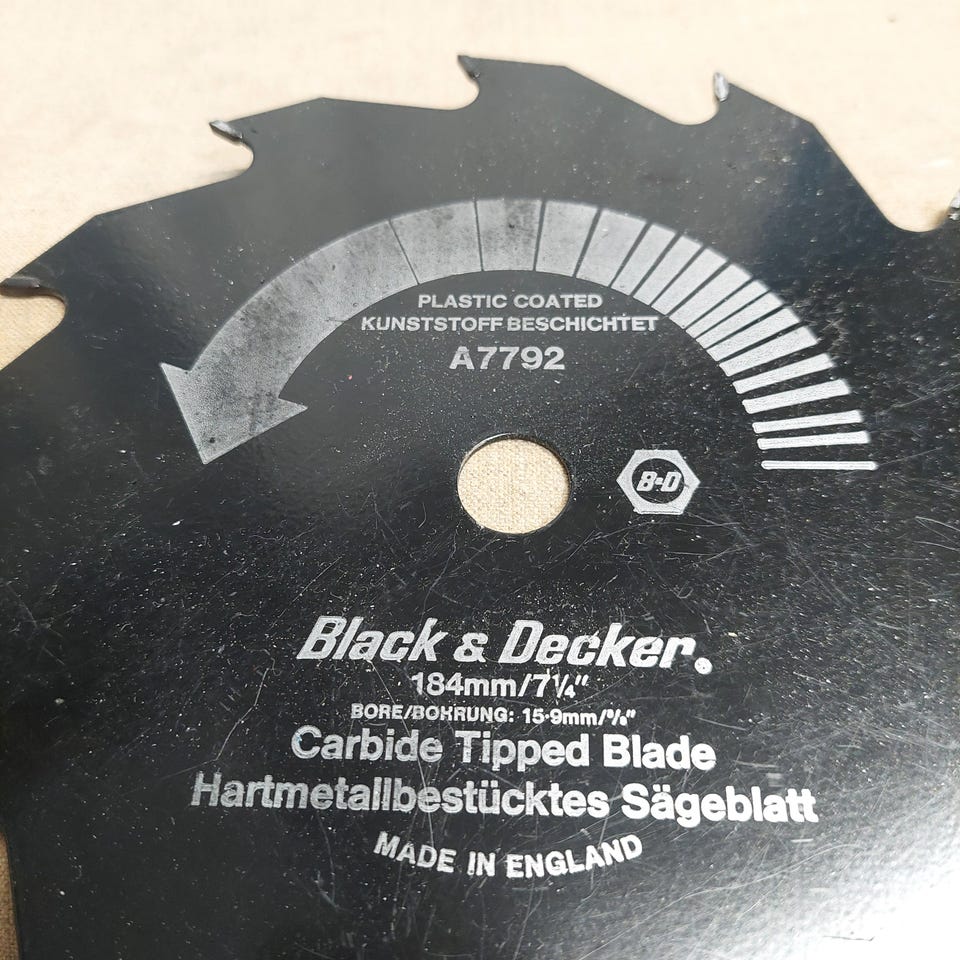 PLASTIC COATED
KUNSTSTOFF BESCHICHTET
A7792
B-D
Black & Decker®
184mm/7¼"
BORE/BOHRUNG: 15·9mm/⅝"
Carbide Tipped Blade
Hartmetallbestücktes Sägeblatt
MADE IN ENGLAND